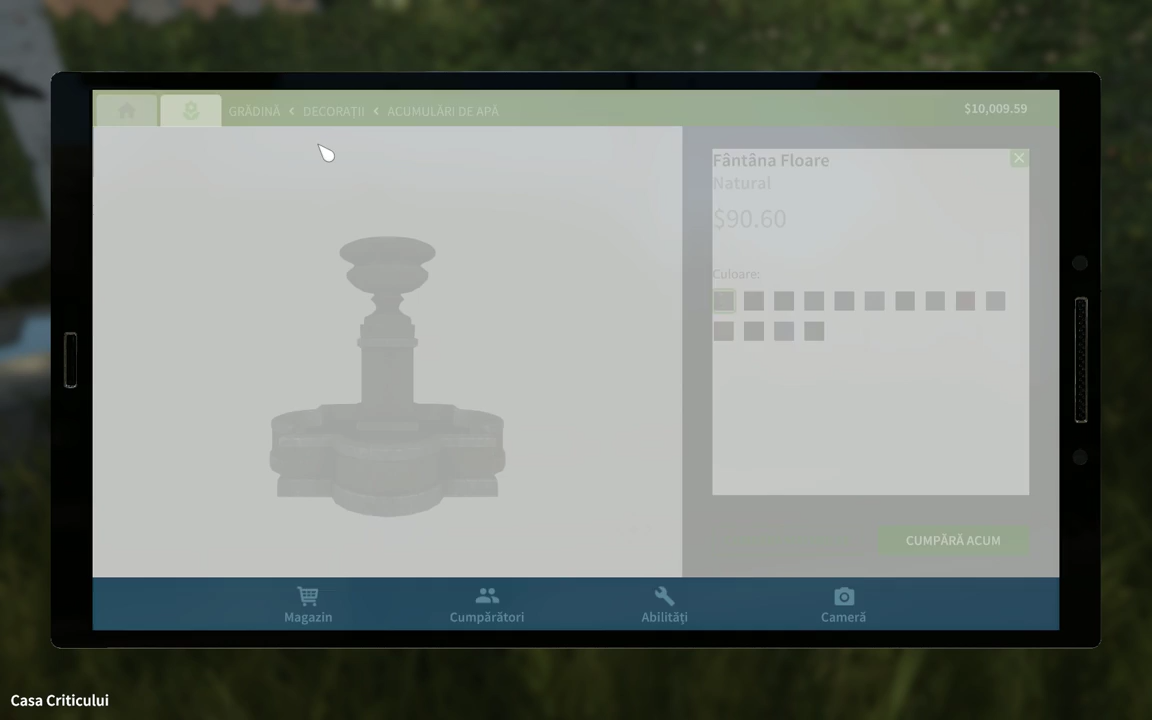 GRĂDINĂ < DECORAȚII < ACUMULĂRI DE APĂ
$10,009.59
Fântâna Floare
Natural
$90.60
Culoare:
CUMPĂRĂ ACUM
Magazin
Cumpărători
Abilități
Cameră
Casa Criticului